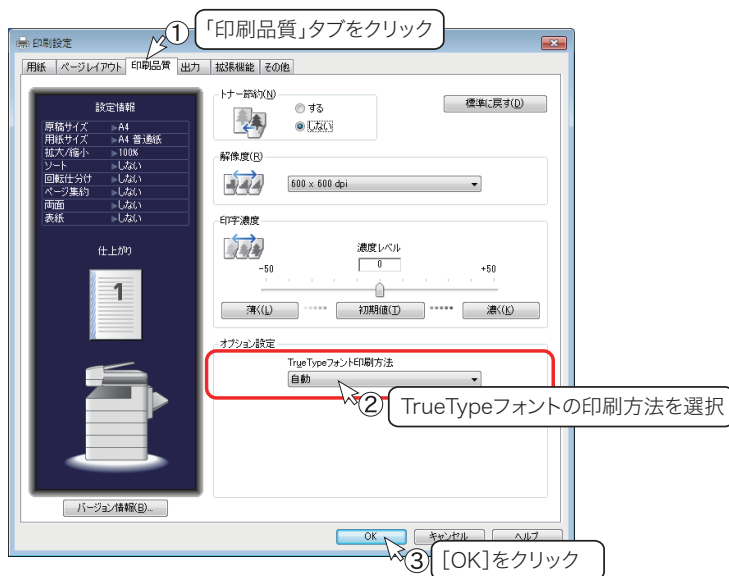 ① 「印刷品質」タブをクリック
印刷設定
用紙 ページレイアウト 印刷品質 出力 拡張機能 その他
設定情報
原稿サイズ ▶A4
用紙サイズ ▶A4 普通紙
拡大/縮小 ▶100%
ソート ▶しない
回転仕分け ▶しない
ページ集約 ▶しない
両面 ▶しない
表紙 ▶しない
仕上がり
1
バージョン情報(B)...
トナー節約(N)
する
しない
標準に戻す(D)
解像度(R)
600 x 600 dpi
印字濃度
濃度レベル
-50 0 +50
薄く(L) 初期値(T) 濃く(K)
オプション設定
TrueTypeフォント印刷方法
自動
② TrueTypeフォントの印刷方法を選択
OK キャンセル ヘルプ
③ [OK]をクリック